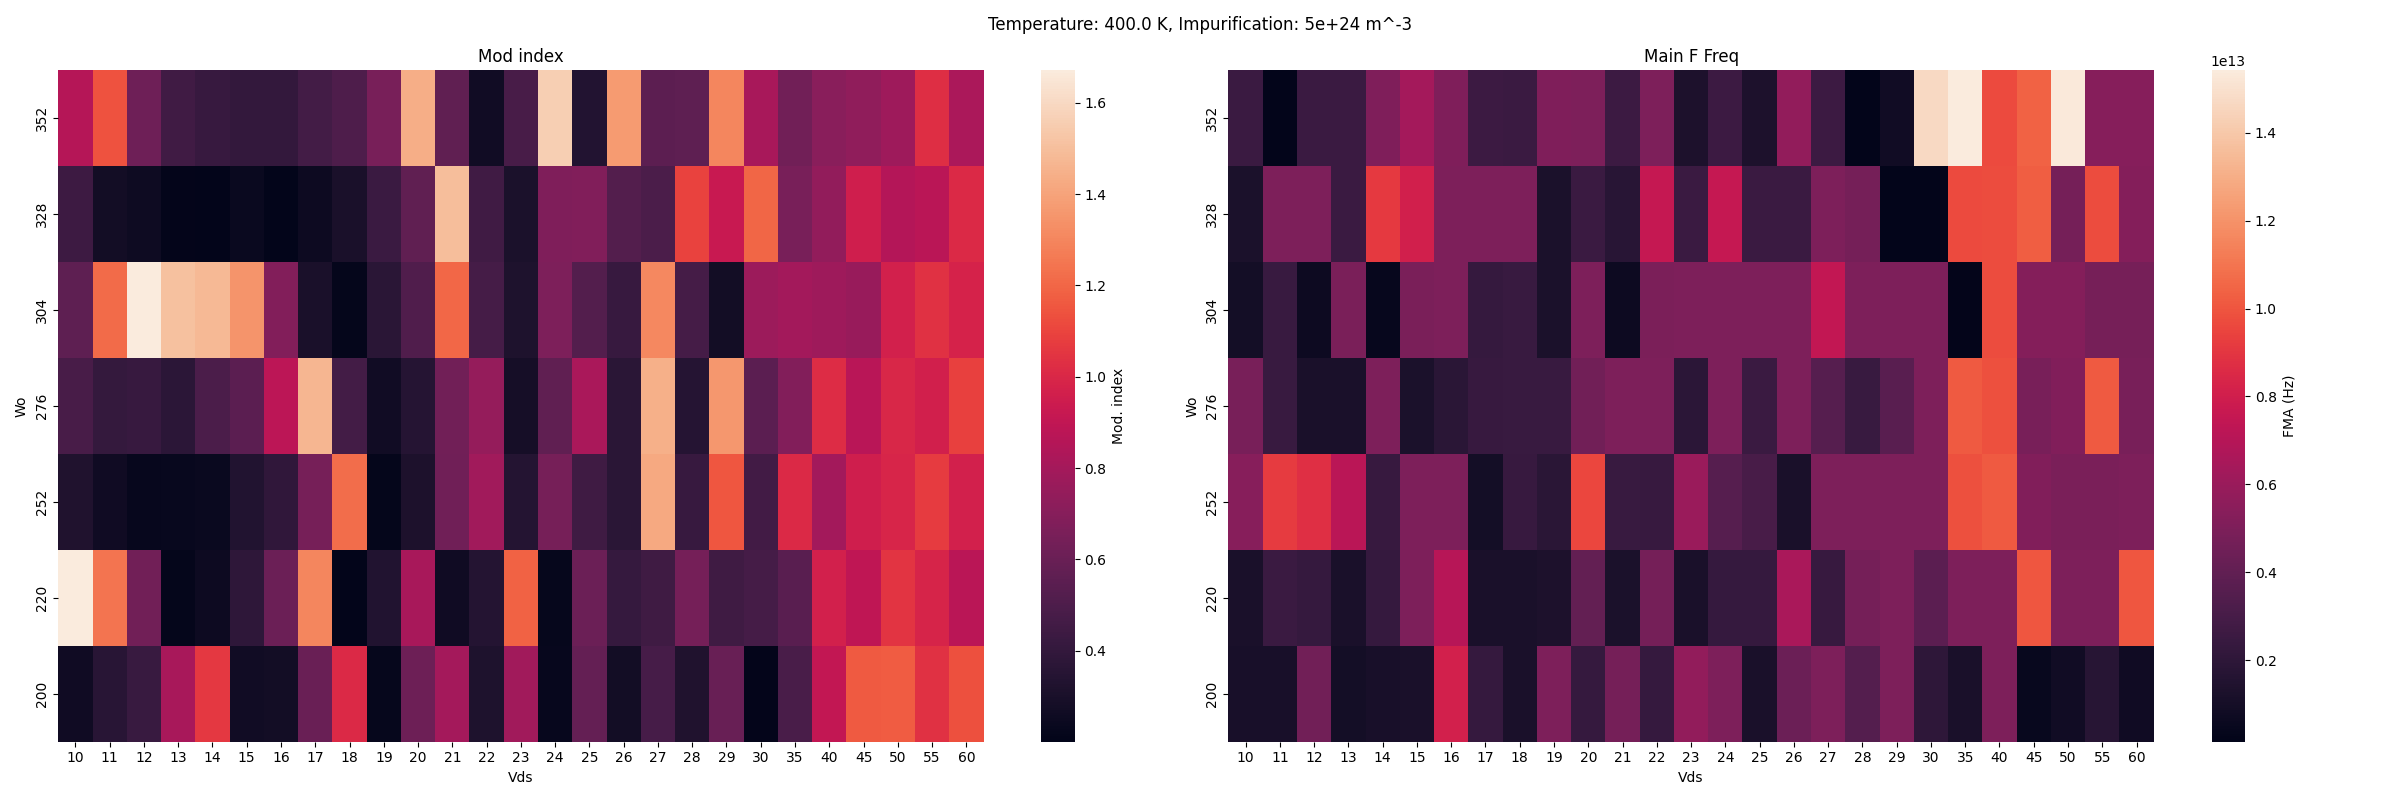 Temperature: 400.0 K, Impurification: 5e+24 m^-3
Mod index
352
328
304
276
252
220
200
Wo
10 11 12 13 14 15 16 17 18 19 20 21 22 23 24 25 26 27 28 29 30 35 40 45 50 55 60
Vds
1.6
1.4
1.2
1.0
0.8
0.6
0.4
Mod. index
Main F Freq
352
328
304
276
252
220
200
Wo
10 11 12 13 14 15 16 17 18 19 20 21 22 23 24 25 26 27 28 29 30 35 40 45 50 55 60
Vds
1e13
1.4
1.2
1.0
0.8
0.6
0.4
0.2
FMA (Hz)